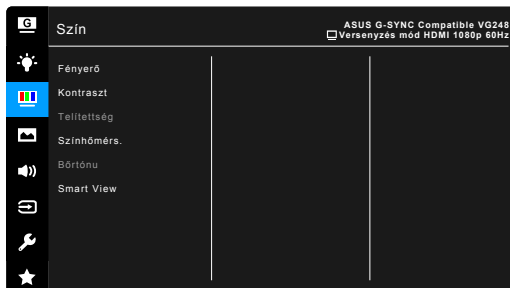 G
Szín
ASUS G-SYNC Compatible VG248
Versenyzés mód HDMI 1080p 60Hz
Fényerő
Kontraszt
Telítettség
Színhőmérs.
Bőrtónu
Smart View